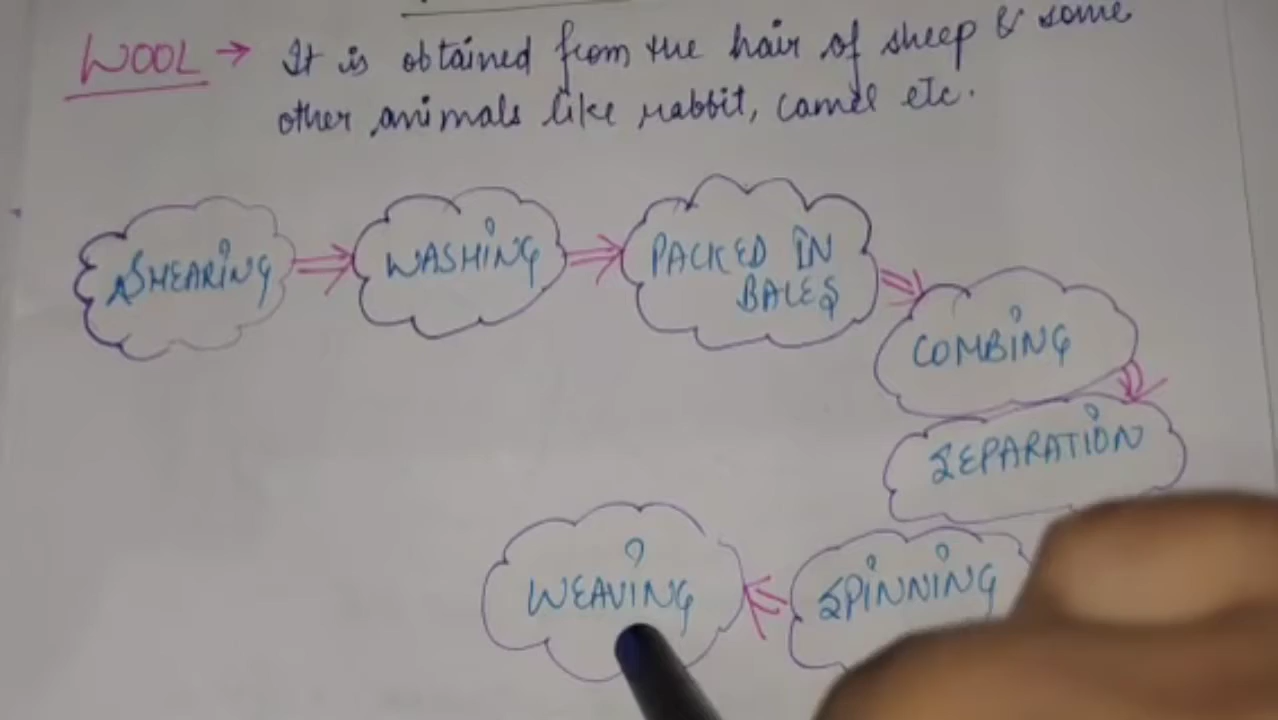 WOOL → It is obtained from the hair of sheep & some
other animals like rabbit, camel etc.
SHEARING
WASHING
PACKED IN
BALES
COMBING
SEPARATION
SPINNING
WEAVING